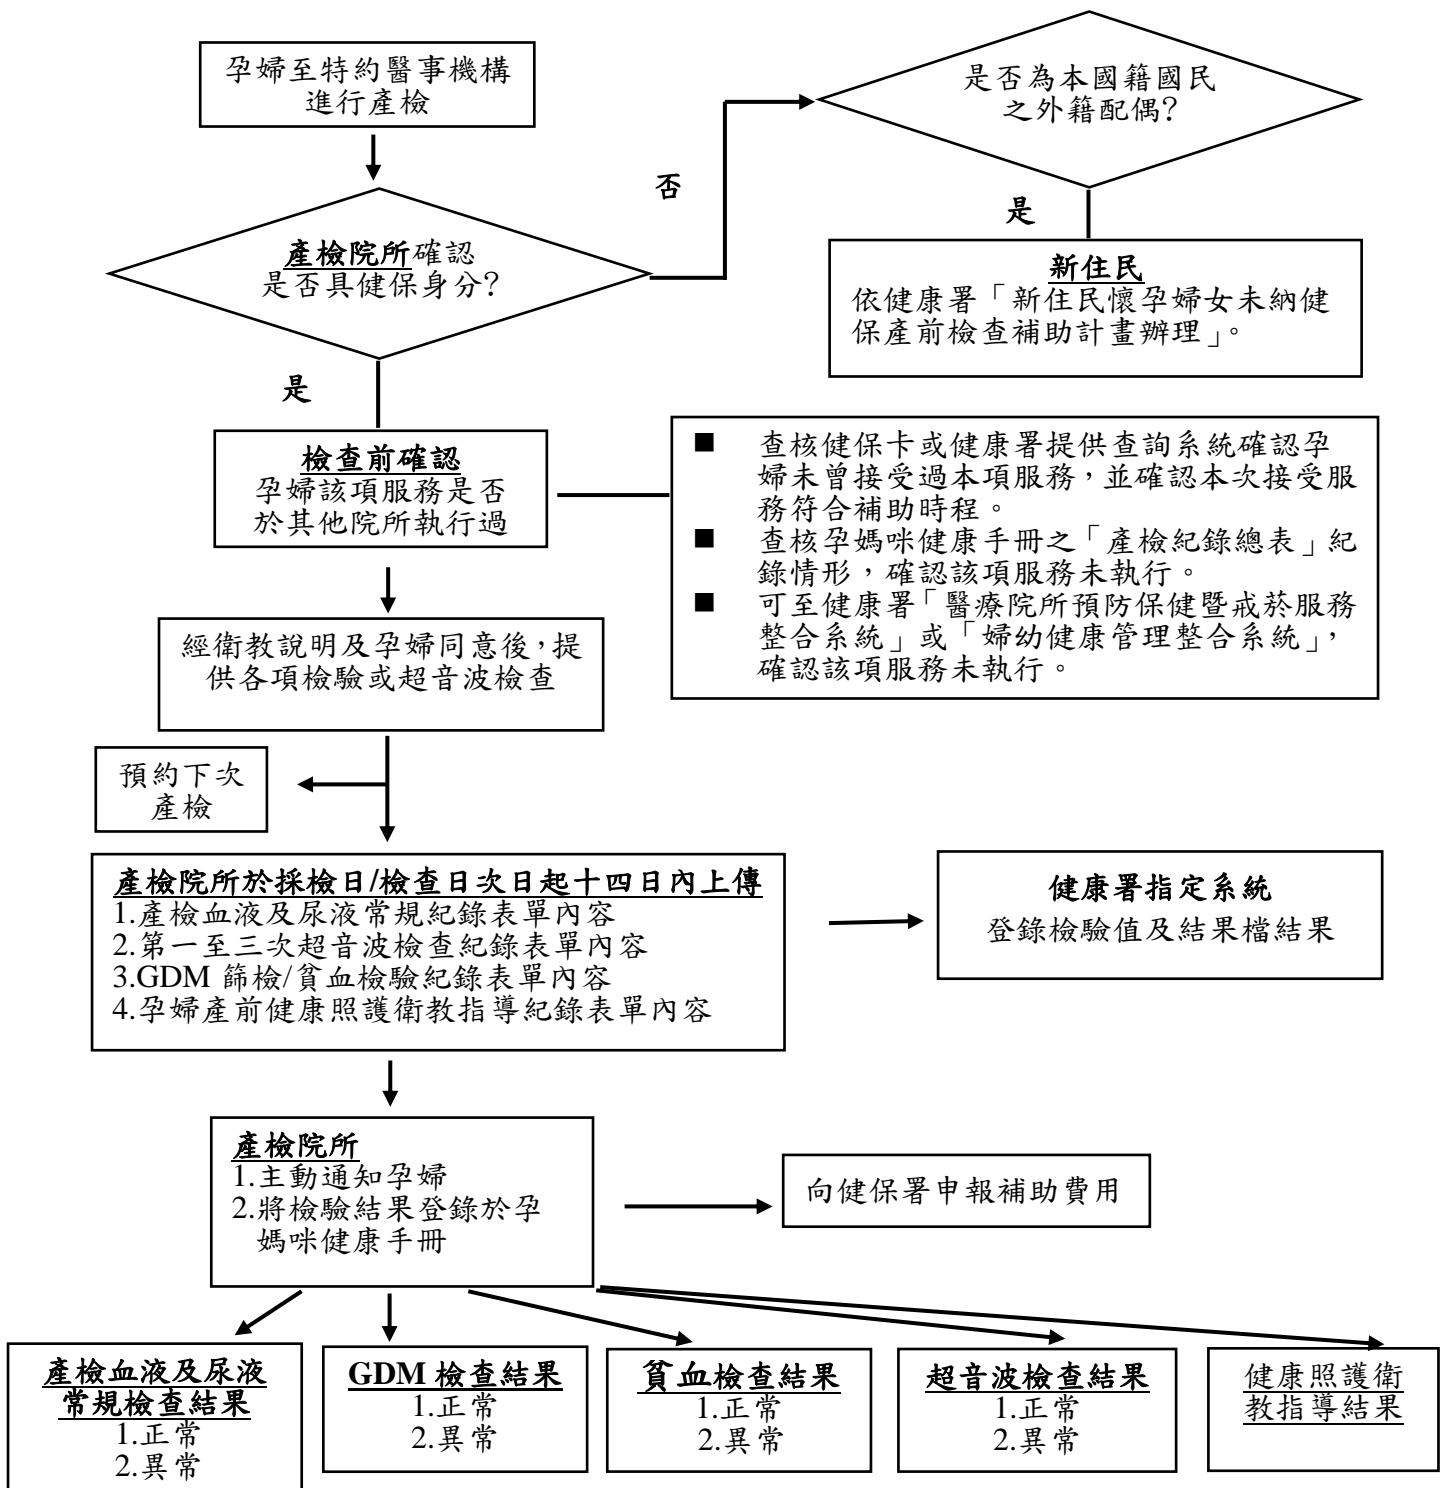 孕婦至特約醫事機構
進行產檢
是否為本國籍國民
之外籍配偶?
否
產檢院所確認
是否具健保身分?
是
新住民
依健康署「新住民懷孕婦女未納健
保產前檢查補助計畫辦理」。
是
檢查前確認
孕婦該項服務是否
於其他院所執行過
■ 查核健保卡或健康署提供查詢系統確認孕
婦未曾接受過本項服務，並確認本次接受服
務符合補助時程。
■ 查核孕媽咪健康手冊之「產檢紀錄總表」紀
錄情形，確認該項服務未執行。
■ 可至健康署「醫療院所預防保健暨戒菸服務
整合系統」或「婦幼健康管理整合系統」，
確認該項服務未執行。
經衛教說明及孕婦同意後，提
供各項檢驗或超音波檢查
預約下次
產檢
產檢院所於採檢日/檢查日次日起十四日內上傳
1.產檢血液及尿液常規紀錄表單內容
2.第一至三次超音波檢查紀錄表單內容
3.GDM 篩檢/貧血檢驗紀錄表單內容
4.孕婦產前健康照護衛教指導紀錄表單內容
健康署指定系統
登錄檢驗值及結果檔結果
產檢院所
1.主動通知孕婦
2.將檢驗結果登錄於孕
媽咪健康手冊
向健保署申報補助費用
產檢血液及尿液
常規檢查結果
1.正常
2.異常
GDM 檢查結果
1.正常
2.異常
貧血檢查結果
1.正常
2.異常
超音波檢查結果
1.正常
2.異常
健康照護衛
教指導結果